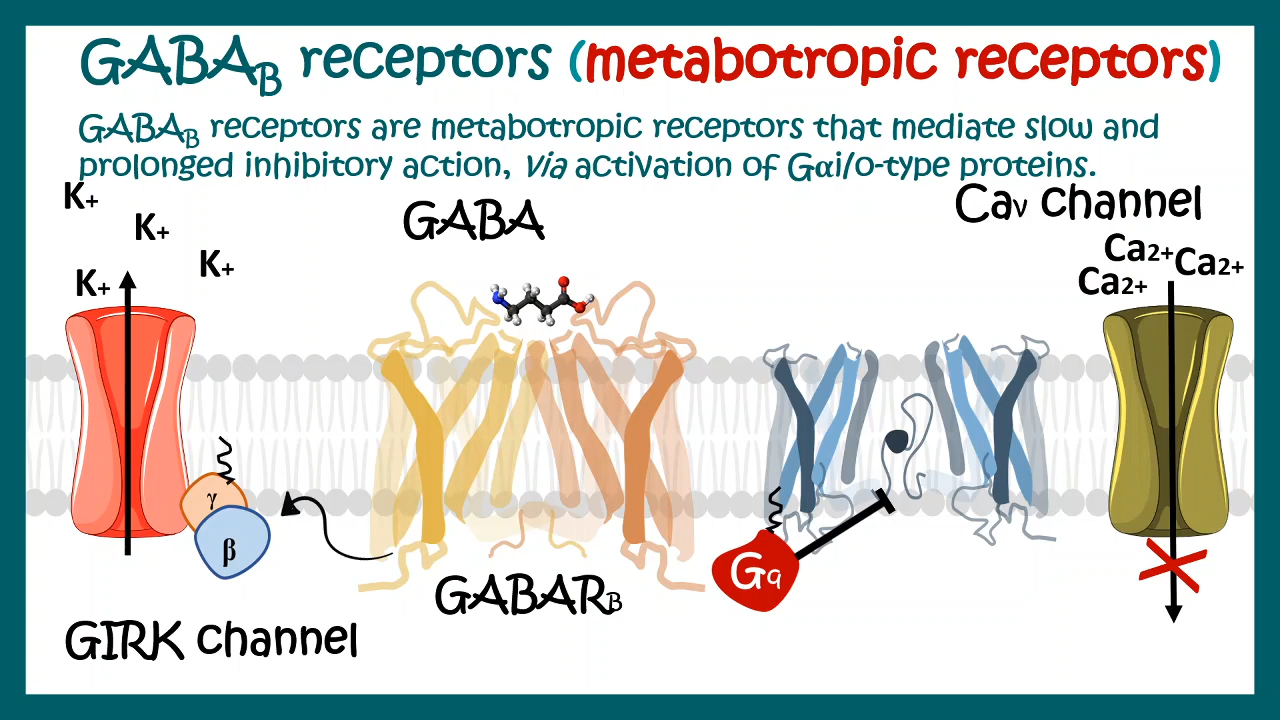 GABAB receptors (metabotropic receptors)
GABAB receptors are metabotropic receptors that mediate slow and
prolonged inhibitory action, via activation of Gαi/o-type proteins.
K+
K+
K+
K+
GABA
Cav channel
Ca2+
Ca2+
Ca2+
γ
β
Gq
GABARB
GIRK channel